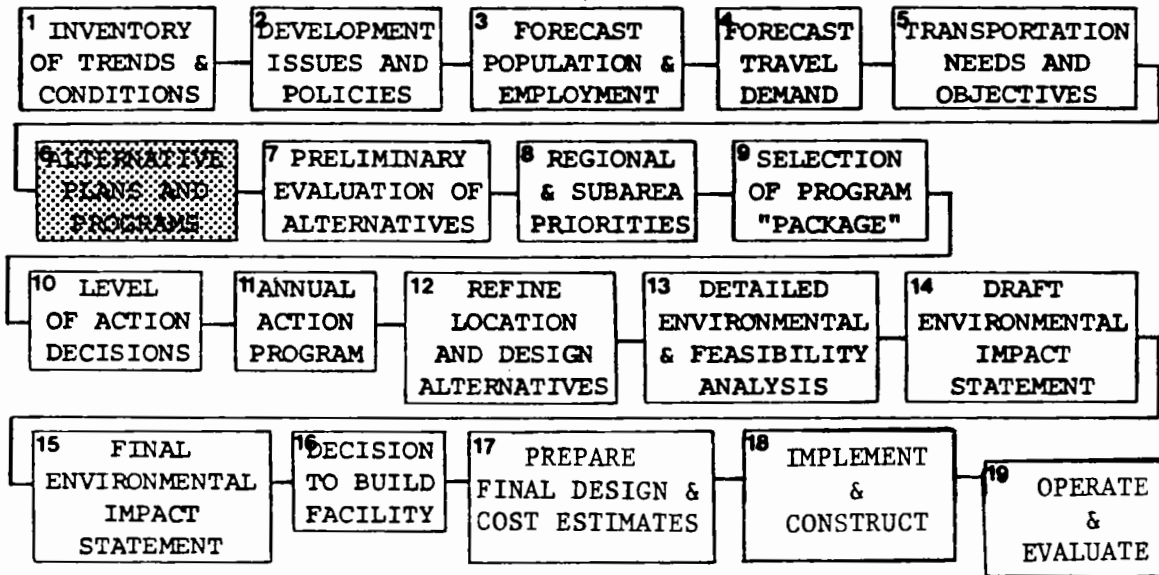 1 INVENTORY
OF TRENDS &
CONDITIONS
2 DEVELOPMENT
ISSUES AND
POLICIES
3 FORECAST
POPULATION &
EMPLOYMENT
4 FORECAST
TRAVEL
DEMAND
5 TRANSPORTATION
NEEDS AND
OBJECTIVES
6 ALTERNATIVE
PLANS AND
PROGRAMS
7 PRELIMINARY
EVALUATION OF
ALTERNATIVES
8 REGIONAL
& SUBAREA
PRIORITIES
9 SELECTION
OF PROGRAM
"PACKAGE"
10 LEVEL
OF ACTION
DECISIONS
11 ANNUAL
ACTION
PROGRAM
12 REFINE
LOCATION
AND DESIGN
ALTERNATIVES
13 DETAILED
ENVIRONMENTAL
& FEASIBILITY
ANALYSIS
14 DRAFT
ENVIRONMENTAL
IMPACT
STATEMENT
15 FINAL
ENVIRONMENTAL
IMPACT
STATEMENT
16 DECISION
TO BUILD
FACILITY
17 PREPARE
FINAL DESIGN &
COST ESTIMATES
18 IMPLEMENT
&
CONSTRUCT
19 OPERATE
&
EVALUATE